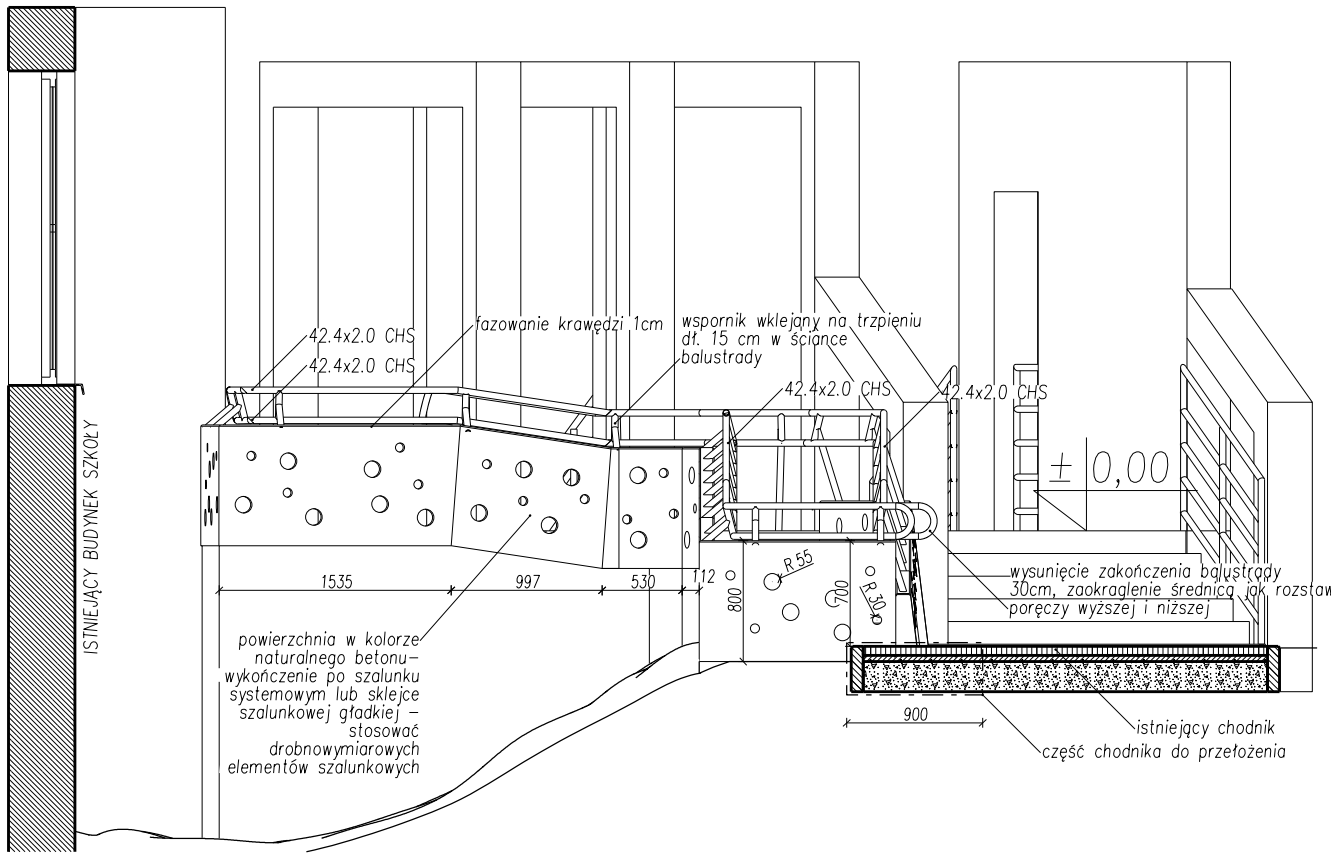 fazowanie krawędzi 1cm
wspornik wklejany na trzpieniu
dł. 15 cm w ściance
balustrady
42.4x2.0 CHS
42.4x2.0 CHS
42.4x2.0 CHS
42.4x2.0 CHS
ISTNIEJĄCY BUDYNEK SZKOŁY
± 0,00
1535
997
530
112
800
R 55
700
R 30
wysunięcie zakończenia balustrady
30cm, zaokraglenie średnicą jak rozstaw
poręczy wyższej i niższej
powierzchnia w kolorze
naturalnego betonu–
wykończenie po szalunku
systemowym lub sklejce
szalunkowej gładkiej –
stosować
drobnowymiarowych
elementów szalunkowych
900
istniejący chodnik
część chodnika do przełożenia